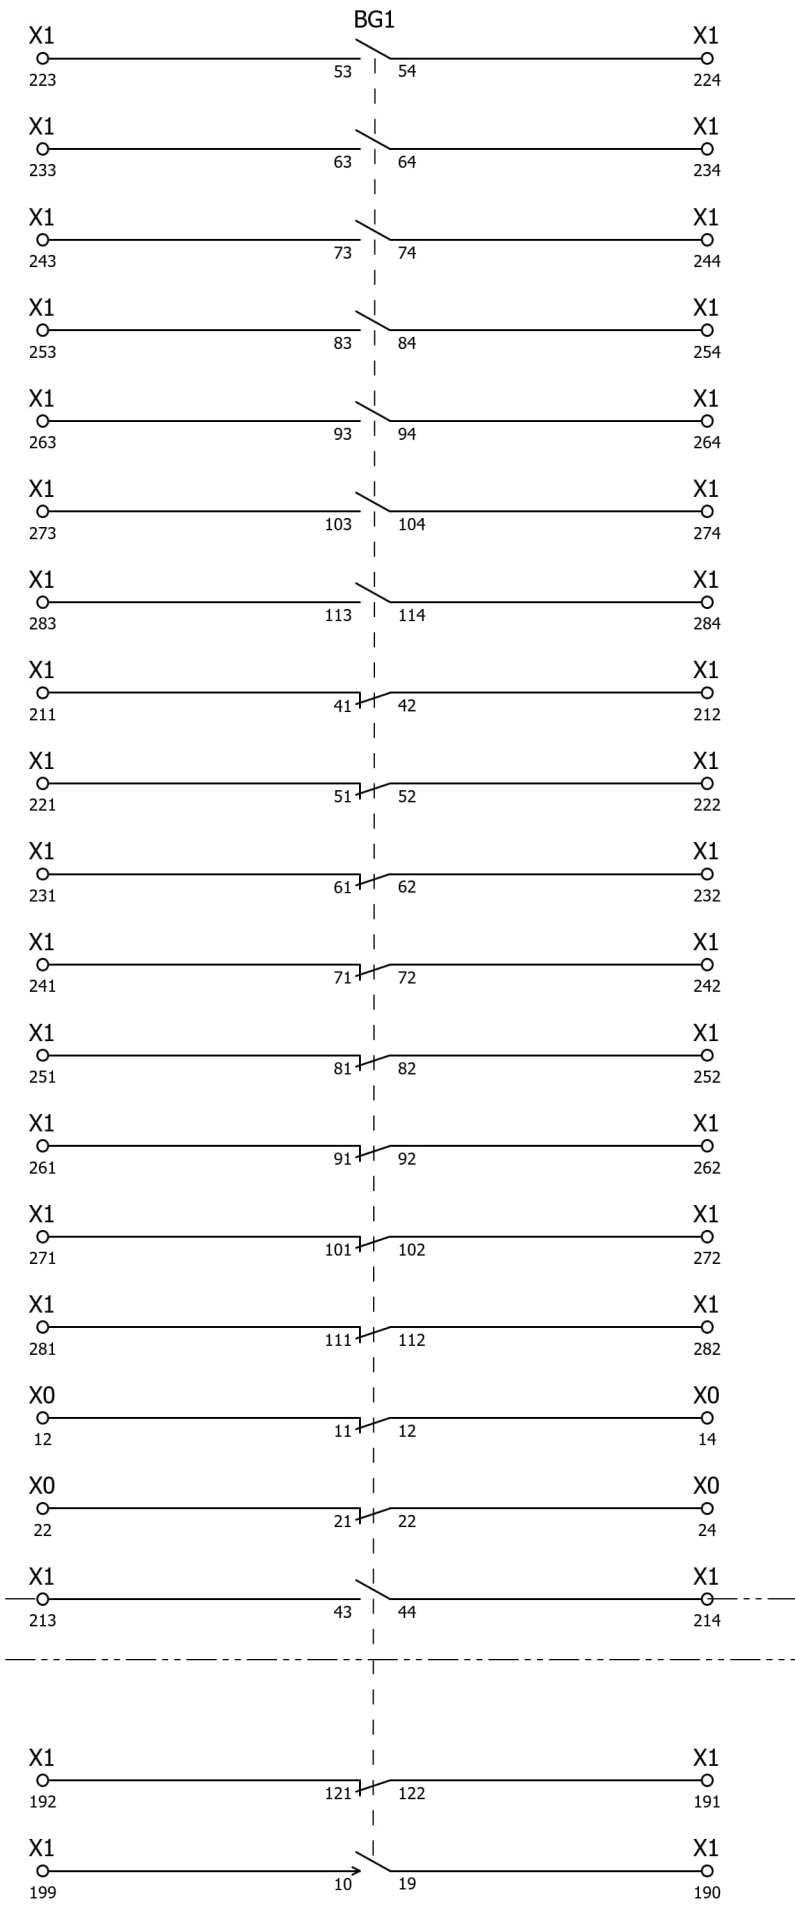 BG1
X1 X1
53 54
223 224
X1 X1
63 64
233 234
X1 X1
73 74
243 244
X1 X1
83 84
253 254
X1 X1
93 94
263 264
X1 X1
103 104
273 274
X1 X1
113 114
283 284
X1 X1
41 42
211 212
X1 X1
51 52
221 222
X1 X1
61 62
231 232
X1 X1
71 72
241 242
X1 X1
81 82
251 252
X1 X1
91 92
261 262
X1 X1
101 102
271 272
X1 X1
111 112
281 282
X0 X0
11 12
12 14
X0 X0
21 22
22 24
X1 X1
43 44
213 214
X1 X1
121 122
192 191
X1 X1
10 19
199 190